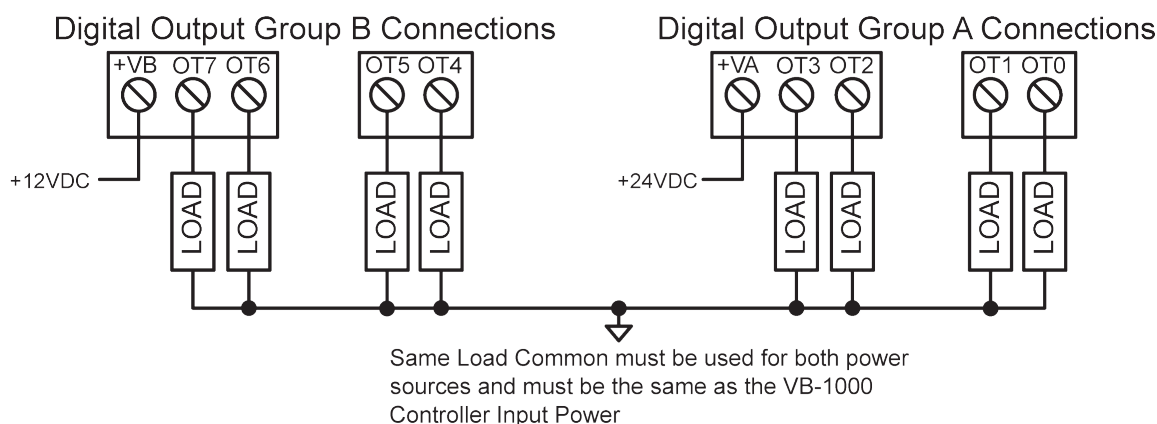 Digital Output Group B Connections
+VB OT7 OT6
OT5 OT4
+12VDC
LOAD
LOAD
LOAD
LOAD
Digital Output Group A Connections
+VA OT3 OT2
OT1 OT0
+24VDC
LOAD
LOAD
LOAD
LOAD
Same Load Common must be used for both power
sources and must be the same as the VB-1000
Controller Input Power